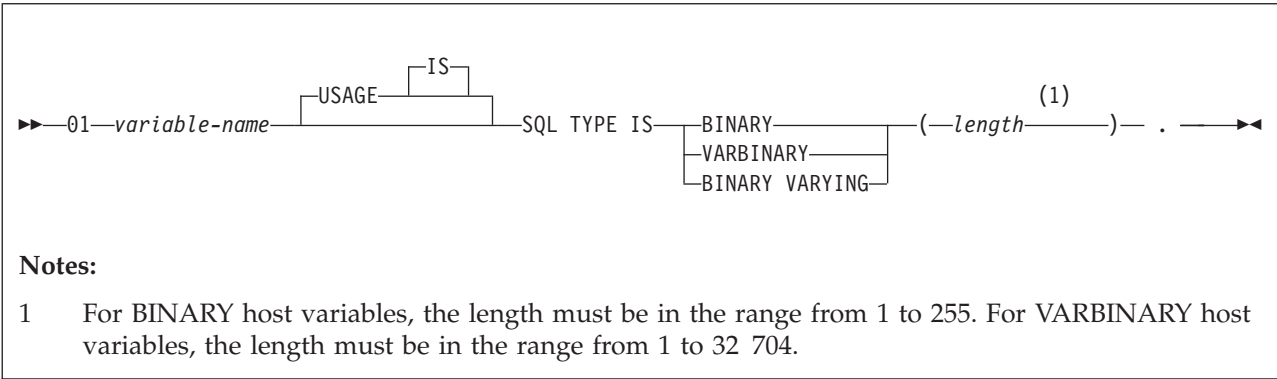 IS
USAGE
(1)
01 variable-name SQL TYPE IS BINARY ( length ) .
VARBINARY
BINARY VARYING
Notes:
1 For BINARY host variables, the length must be in the range from 1 to 255. For VARBINARY host
variables, the length must be in the range from 1 to 32 704.